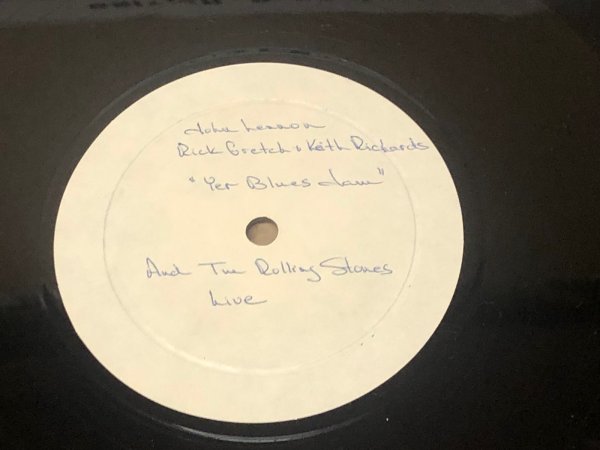 John Lennon
Rick Gretch & Keith Richards
"Yer Blues Jam"
And The Rolling Stones
Live